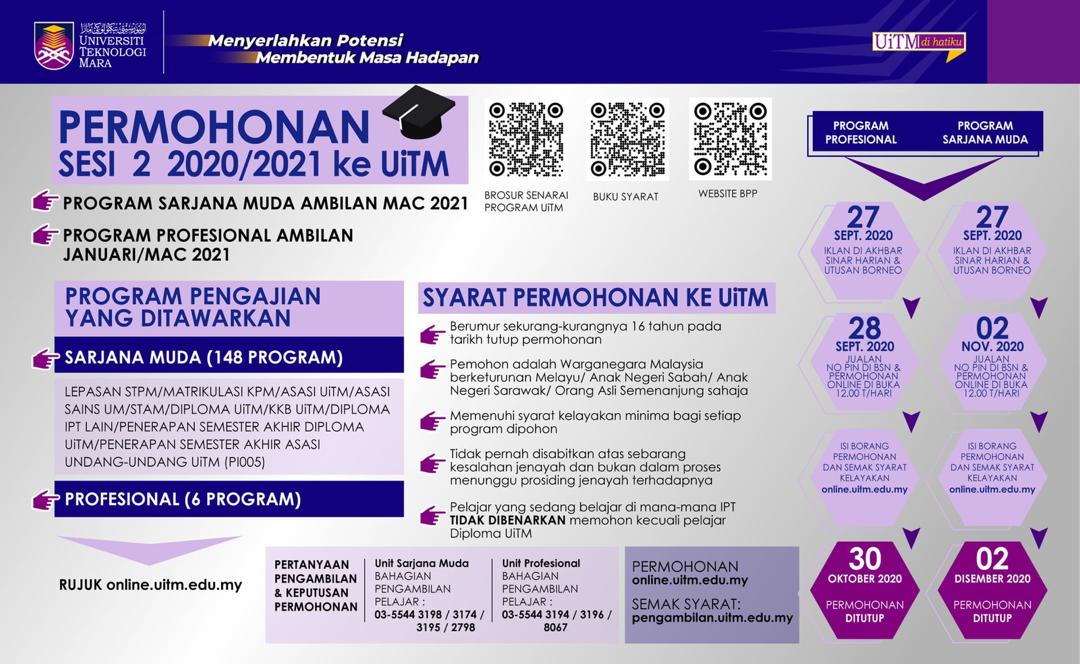 UNIVERSITI
TEKNOLOGI
MARA
Menyerlahkan Potensi
Membentuk Masa Hadapan
UiTM di hatiku
PERMOHONAN
SESI 2 2020/2021 ke UiTM
PROGRAM SARJANA MUDA AMBILAN MAC 2021
PROGRAM PROFESIONAL AMBILAN
JANUARI/MAC 2021
BROSUR SENARAI
PROGRAM UiTM
BUKU SYARAT
WEBSITE BPP
PROGRAM PENGAJIAN
YANG DITAWARKAN
SARJANA MUDA (148 PROGRAM)
LEPASAN STPM/MATRIKULASI KPM/ASASI UiTM/ASASI
SAINS UM/STAM/DIPLOMA UiTM/KKB UiTM/DIPLOMA
IPT LAIN/PENERAPAN SEMESTER AKHIR DIPLOMA
UiTM/PENERAPAN SEMESTER AKHIR ASASI
UNDANG-UNDANG UiTM (PI005)
PROFESIONAL (6 PROGRAM)
RUJUK online.uitm.edu.my
SYARAT PERMOHONAN KE UiTM
Berumur sekurang-kurangnya 16 tahun pada
tarikh tutup permohonan
Pemohon adalah Warganegara Malaysia
berketurunan Melayu/ Anak Negeri Sabah/ Anak
Negeri Sarawak/ Orang Asli Semenanjung sahaja
Memenuhi syarat kelayakan minima bagi setiap
program dipohon
Tidak pernah disabitkan atas sebarang
kesalahan jenayah dan bukan dalam proses
menunggu prosiding jenayah terhadapnya
Pelajar yang sedang belajar di mana-mana IPT
TIDAK DIBENARKAN memohon kecuali pelajar
Diploma UiTM
PERTANYAAN
PENGAMBILAN
& KEPUTUSAN
PERMOHONAN
Unit Sarjana Muda
BAHAGIAN
PENGAMBILAN
PELAJAR :
03-5544 3198 / 3174 /
3195 / 2798
Unit Profesional
BAHAGIAN
PENGAMBILAN
PELAJAR :
03-5544 3194 / 3196 /
8067
PERMOHONAN
online.uitm.edu.my
SEMAK SYARAT:
pengambilan.uitm.edu.my
PROGRAM
PROFESIONAL
27
SEPT. 2020
IKLAN DI AKHBAR
SINAR HARIAN &
UTUSAN BORNEO
28
SEPT. 2020
JUALAN
NO PIN DI BSN &
PERMOHONAN
ONLINE DI BUKA
12.00 T/HARI
ISI BORANG
PERMOHONAN
DAN SEMAK SYARAT
KELAYAKAN
online.uitm.edu.my
30
OKTOBER 2020
PERMOHONAN
DITUTUP
PROGRAM
SARJANA MUDA
27
SEPT. 2020
IKLAN DI AKHBAR
SINAR HARIAN &
UTUSAN BORNEO
02
NOV. 2020
JUALAN
NO PIN DI BSN &
PERMOHONAN
ONLINE DI BUKA
12.00 T/HARI
ISI BORANG
PERMOHONAN
DAN SEMAK SYARAT
KELAYAKAN
online.uitm.edu.my
02
DISEMBER 2020
PERMOHONAN
DITUTUP